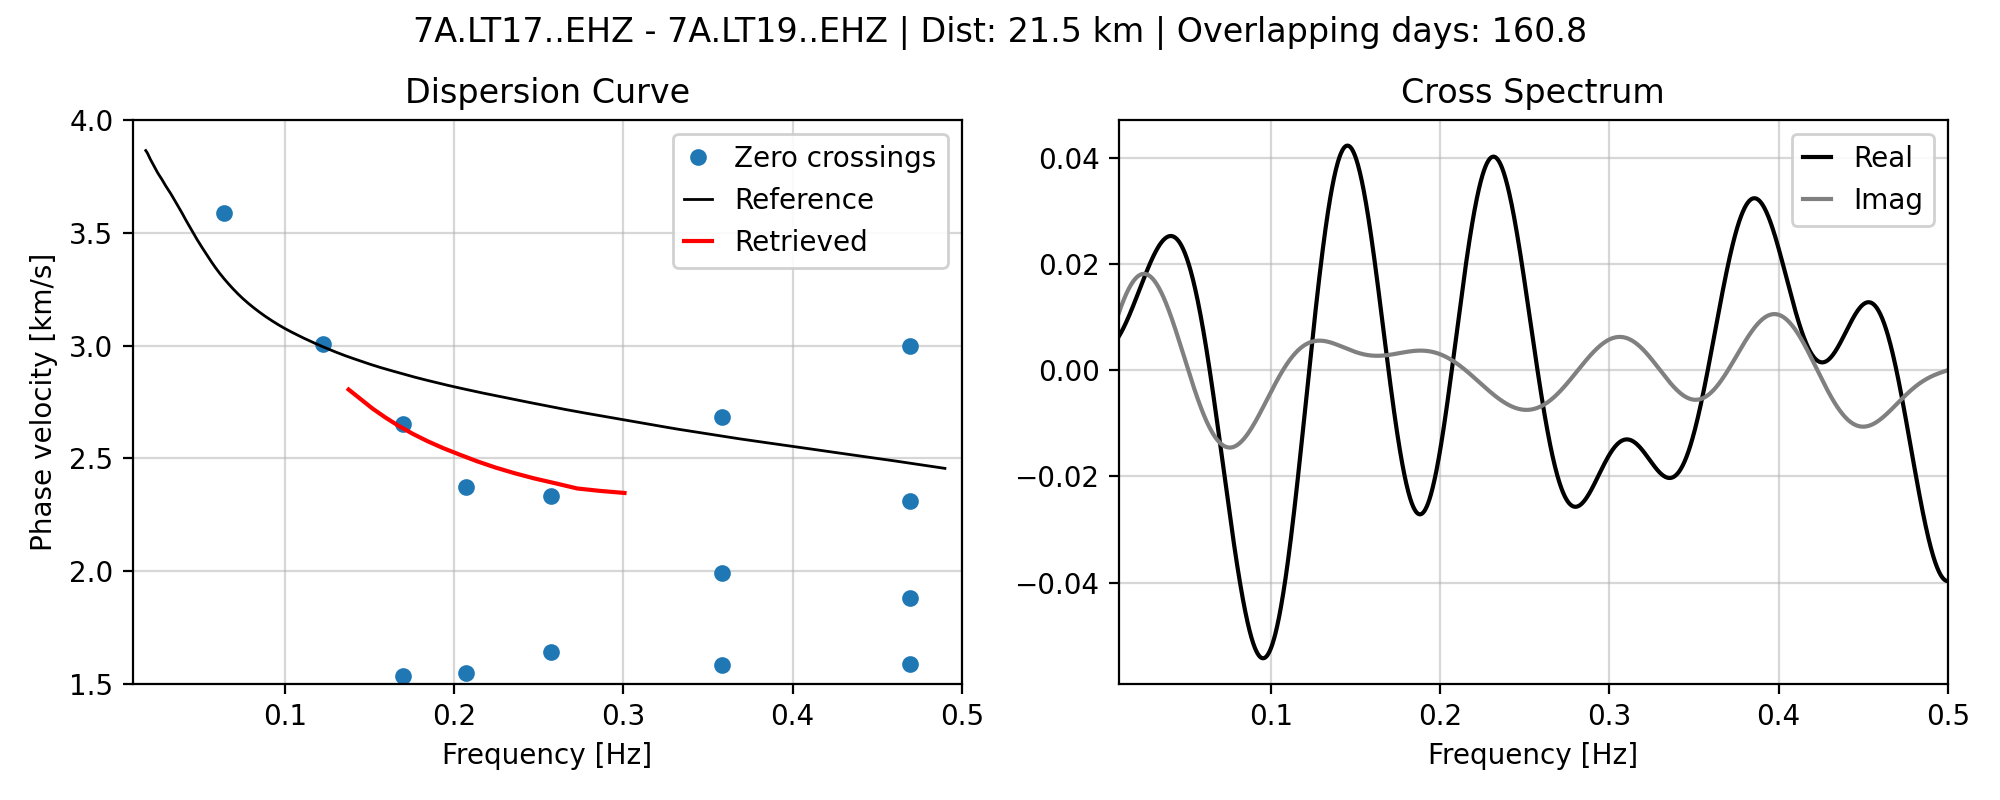 7A.LT17..EHZ - 7A.LT19..EHZ | Dist: 21.5 km | Overlapping days: 160.8
Dispersion Curve
Phase velocity [km/s]
4.0
3.5
3.0
2.5
2.0
1.5
Zero crossings
Reference
Retrieved
0.1
0.2
0.3
0.4
0.5
Frequency [Hz]
Cross Spectrum
0.04
0.02
0.00
−0.02
−0.04
Real
Imag
0.1
0.2
0.3
0.4
0.5
Frequency [Hz]